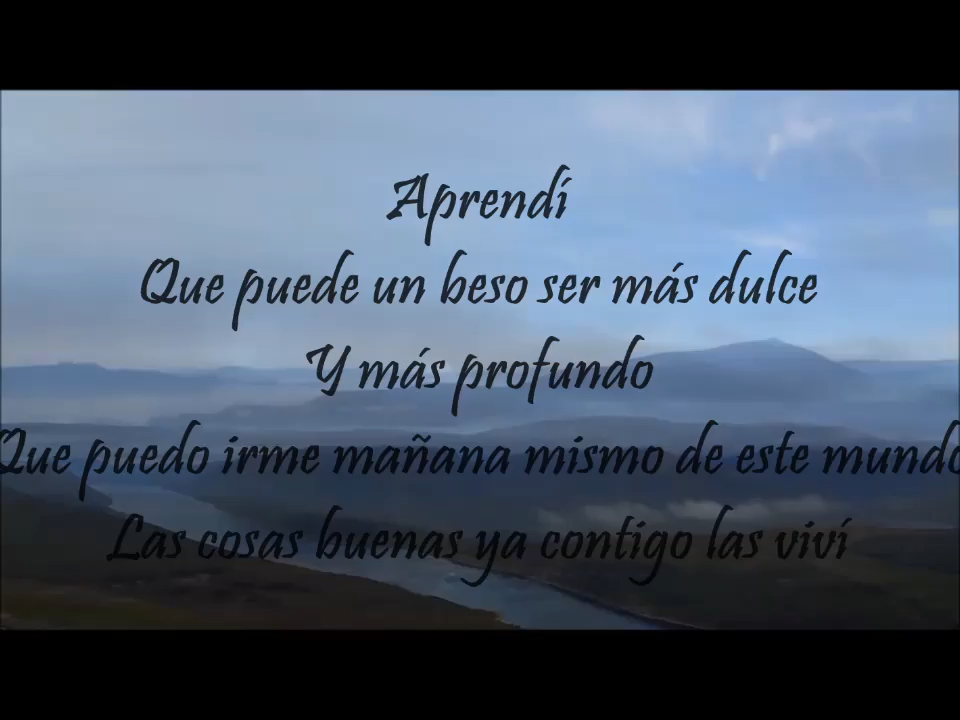 Aprendí
Que puede un beso ser más dulce
Y más profundo
Que puedo irme mañana mismo de este mundo
Las cosas buenas ya contigo las viví